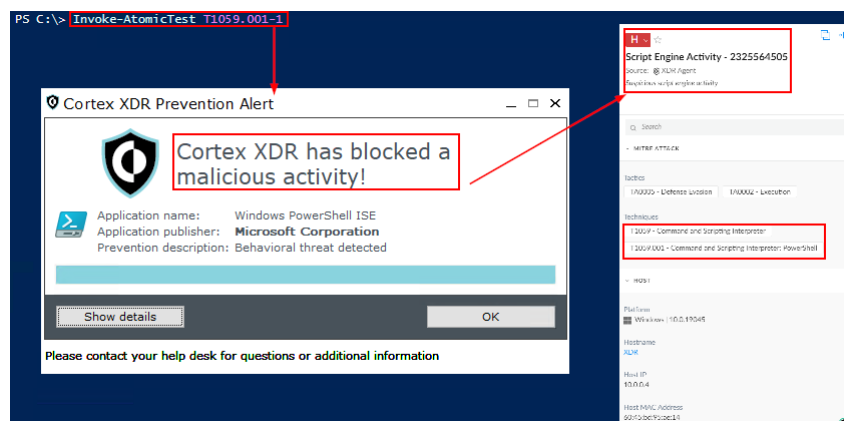 PS C:\> Invoke-AtomicTest T1059.001-1
Cortex XDR Prevention Alert
Cortex XDR has blocked a
malicious activity!
Application name: Windows PowerShell ISE
Application publisher: Microsoft Corporation
Prevention description: Behavioral threat detected
Show details
OK
Please contact your help desk for questions or additional information
H
Script Engine Activity - 2325564505
Source: XDR Agent
Suspicious script engine activity
Search
MITRE ATT&CK
Tactics
TA0005 - Defense Evasion TA0002 - Execution
Techniques
T1059 - Command and Scripting Interpreter
T1059.001 - Command and Scripting Interpreter: PowerShell
HOST
Platform
Windows | 10.0.19045
Hostname
XDR
Host IP
10.0.0.4
Host MAC Address